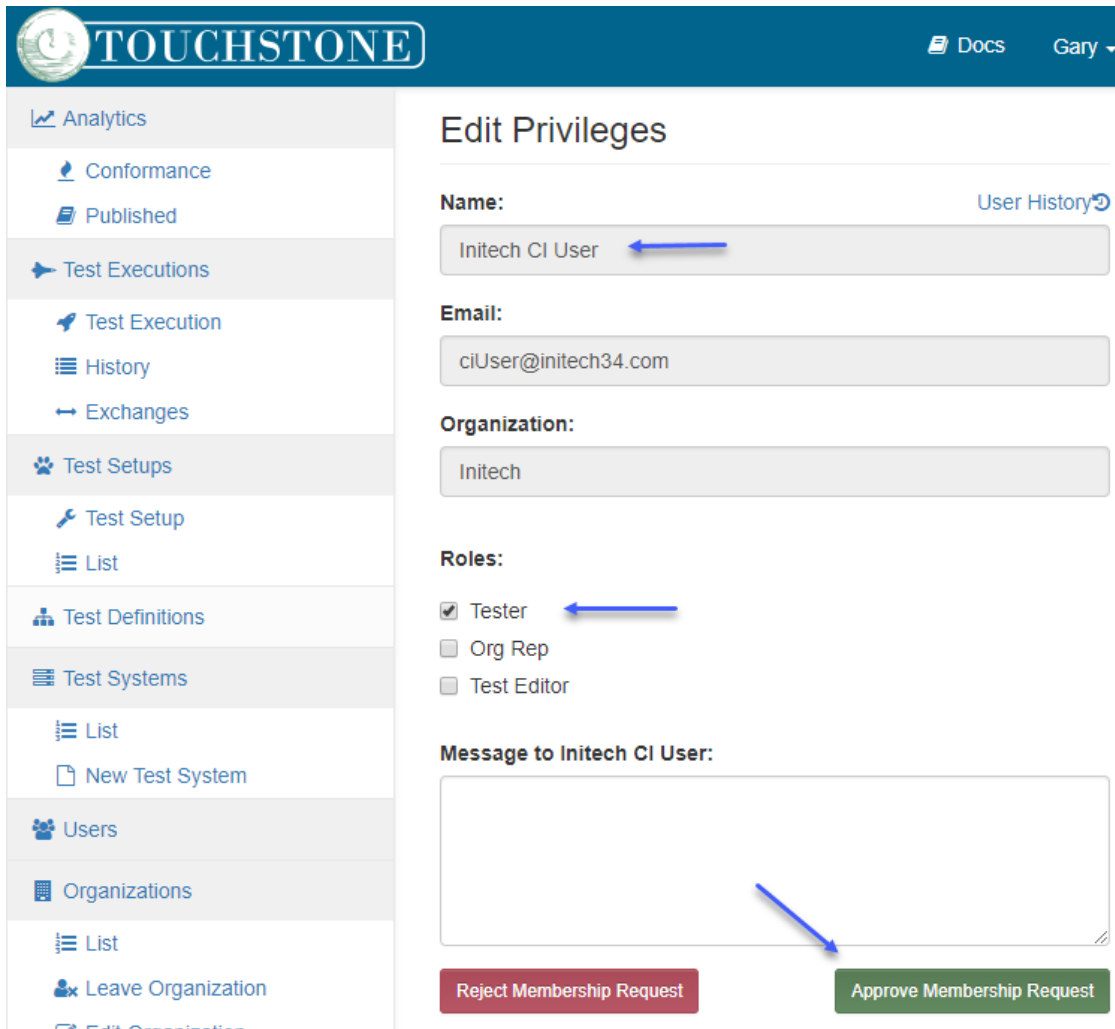 TOUCHSTONE
Docs
Gary
Analytics
Conformance
Published
Test Executions
Test Execution
History
Exchanges
Test Setups
Test Setup
List
Test Definitions
Test Systems
List
New Test System
Users
Organizations
List
Leave Organization
Edit Organization
Edit Privileges
Name:
User History
Initech CI User
Email:
ciUser@initech34.com
Organization:
Initech
Roles:
Tester
Org Rep
Test Editor
Message to Initech CI User:
Reject Membership Request
Approve Membership Request